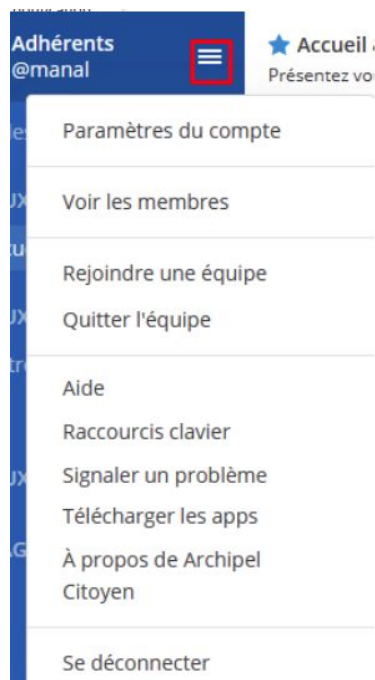 Adhérents
@manal
Accueil
Présentez vo
Paramètres du compte
Voir les membres
Rejoindre une équipe
Quitter l'équipe
Aide
Raccourcis clavier
Signaler un problème
Télécharger les apps
À propos de Archipel
Citoyen
Se déconnecter